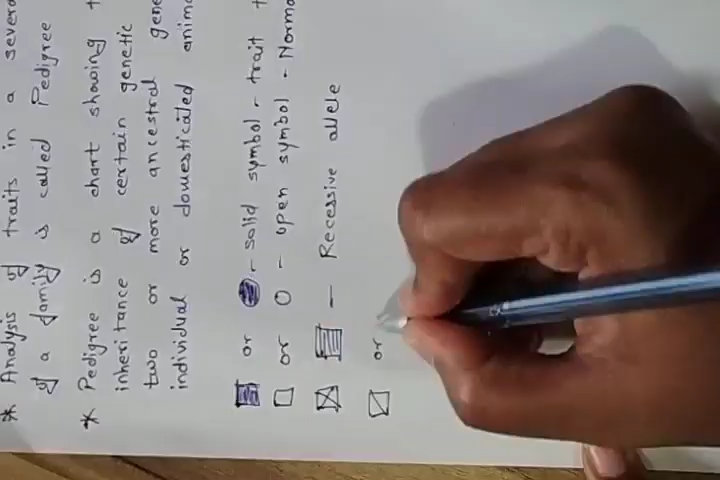 * Analysis of traits in a severa
of a family is called Pedigree
* Pedigree is a chart showing t
inheritance of certain genetic
two or more ancestral gene
individual or domesticated anima
or - solid symbol - trait t
or - open symbol - Norma
- Recessive allele
or